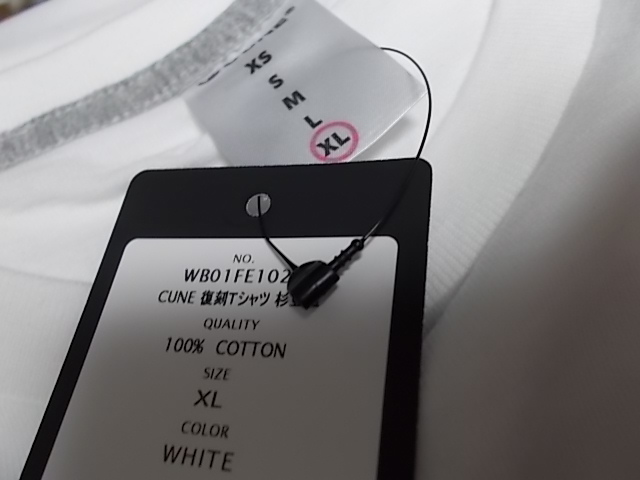 XS
S
M
L
XL
NO.
WB01FE102
CUNE 復刻Tシャツ
QUALITY
100% COTTON
SIZE
XL
COLOR
WHITE